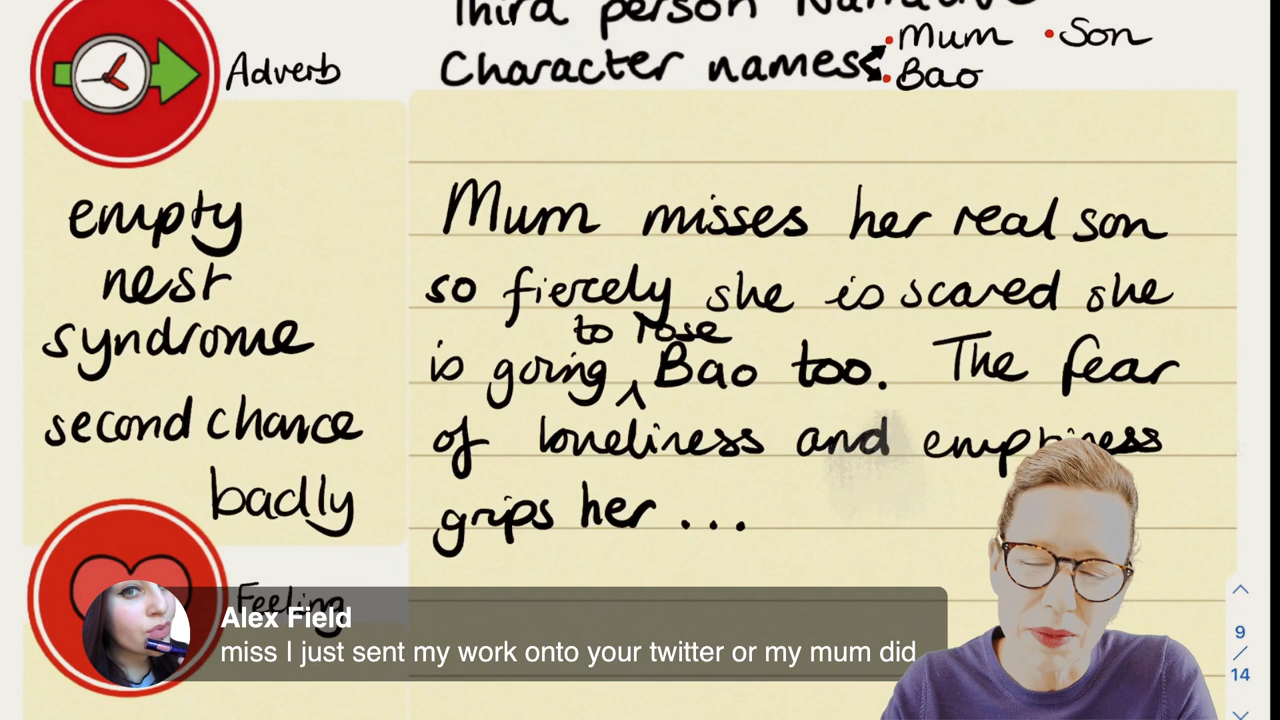 Third person Narrative
Character names
• Mum • Son
• Bao
Adverb
empty
nest
syndrome
second chance
badly
Mum misses her real son
so fiercely she is scared she
to lose
is going ^ Bao too. The fear
of loneliness and emptiness
grips her ...
Feeling
Alex Field
miss I just sent my work onto your twitter or my mum did
9
/
14